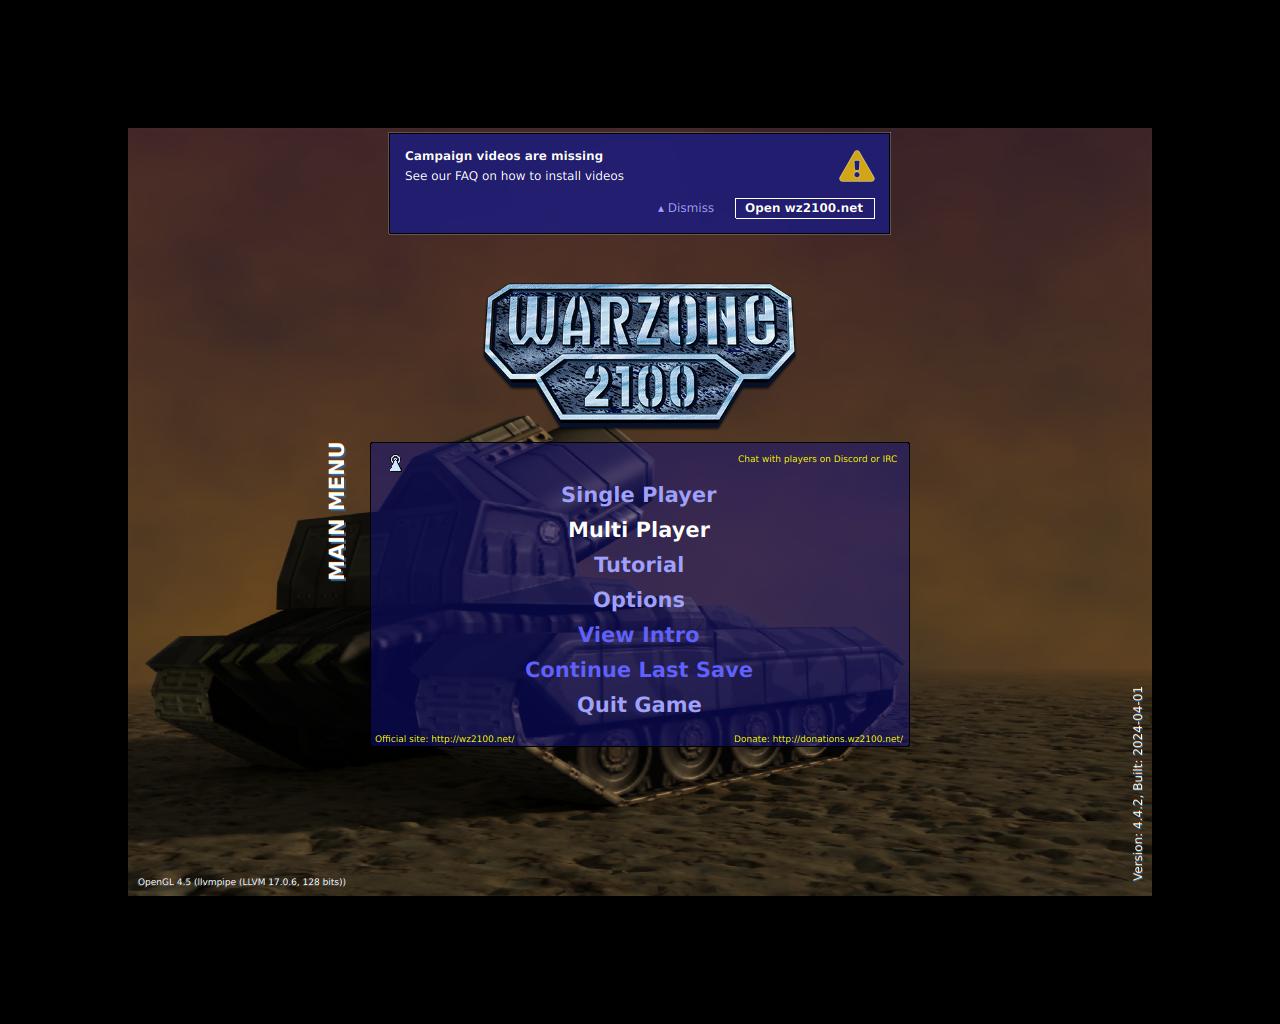 Campaign videos are missing
See our FAQ on how to install videos
▴ Dismiss
Open wz2100.net
WARZONE
2100
MAIN MENU
Chat with players on Discord or IRC
Single Player
Multi Player
Tutorial
Options
View Intro
Continue Last Save
Quit Game
Official site: http://wz2100.net/
Donate: http://donations.wz2100.net/
Version: 4.4.2, Built: 2024-04-01
OpenGL 4.5 (llvmpipe (LLVM 17.0.6, 128 bits))